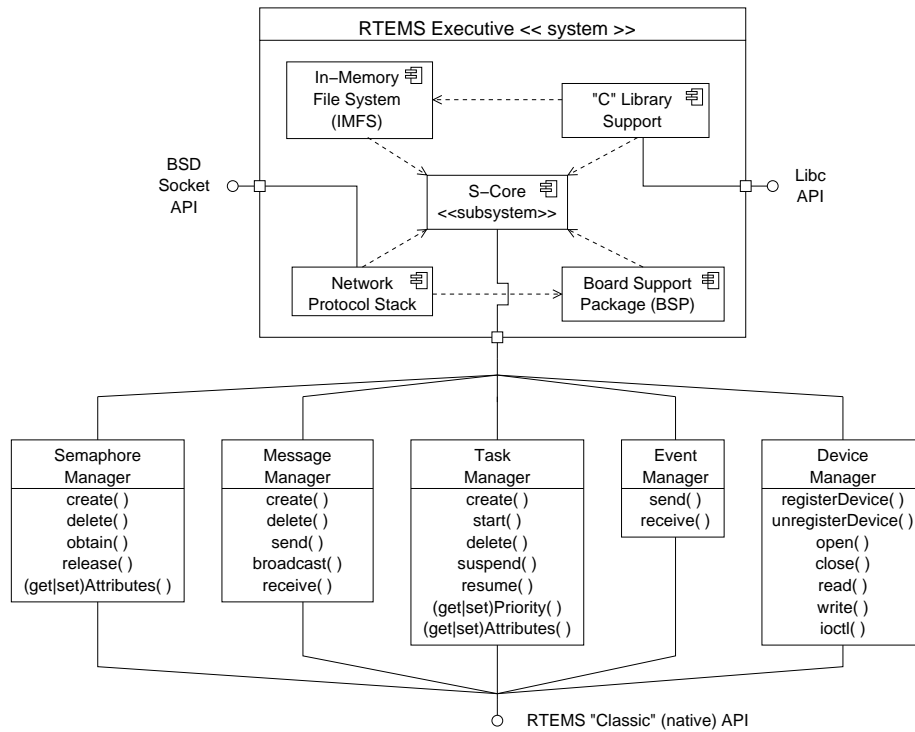 RTEMS Executive << system >>
In−Memory
File System
(IMFS)
"C" Library
Support
BSD
Socket
API
S−Core
<<subsystem>>
Libc
API
Network
Protocol Stack
Board Support
Package (BSP)
Semaphore
Manager
create( )
delete( )
obtain( )
release( )
(get|set)Attributes( )
Message
Manager
create( )
delete( )
send( )
broadcast( )
receive( )
Task
Manager
create( )
start( )
delete( )
suspend( )
resume( )
(get|set)Priority( )
(get|set)Attributes( )
Event
Manager
send( )
receive( )
Device
Manager
registerDevice( )
unregisterDevice( )
open( )
close( )
read( )
write( )
ioctl( )
RTEMS "Classic" (native) API